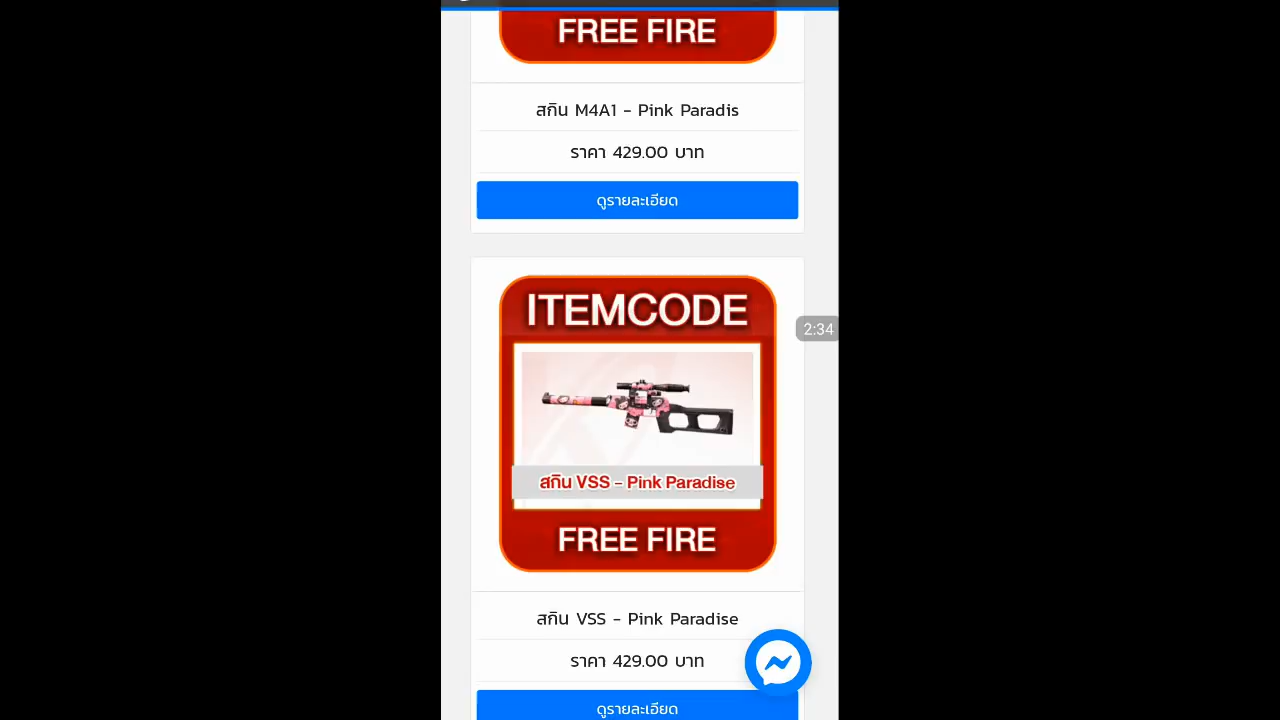 FREE FIRE
สกิน M4A1 - Pink Paradis
ราคา 429.00 บาท
ดูรายละเอียด
ITEMCODE
2:34
สกิน VSS - Pink Paradise
FREE FIRE
สกิน VSS - Pink Paradise
ราคา 429.00 บาท
ดูรายละเอียด